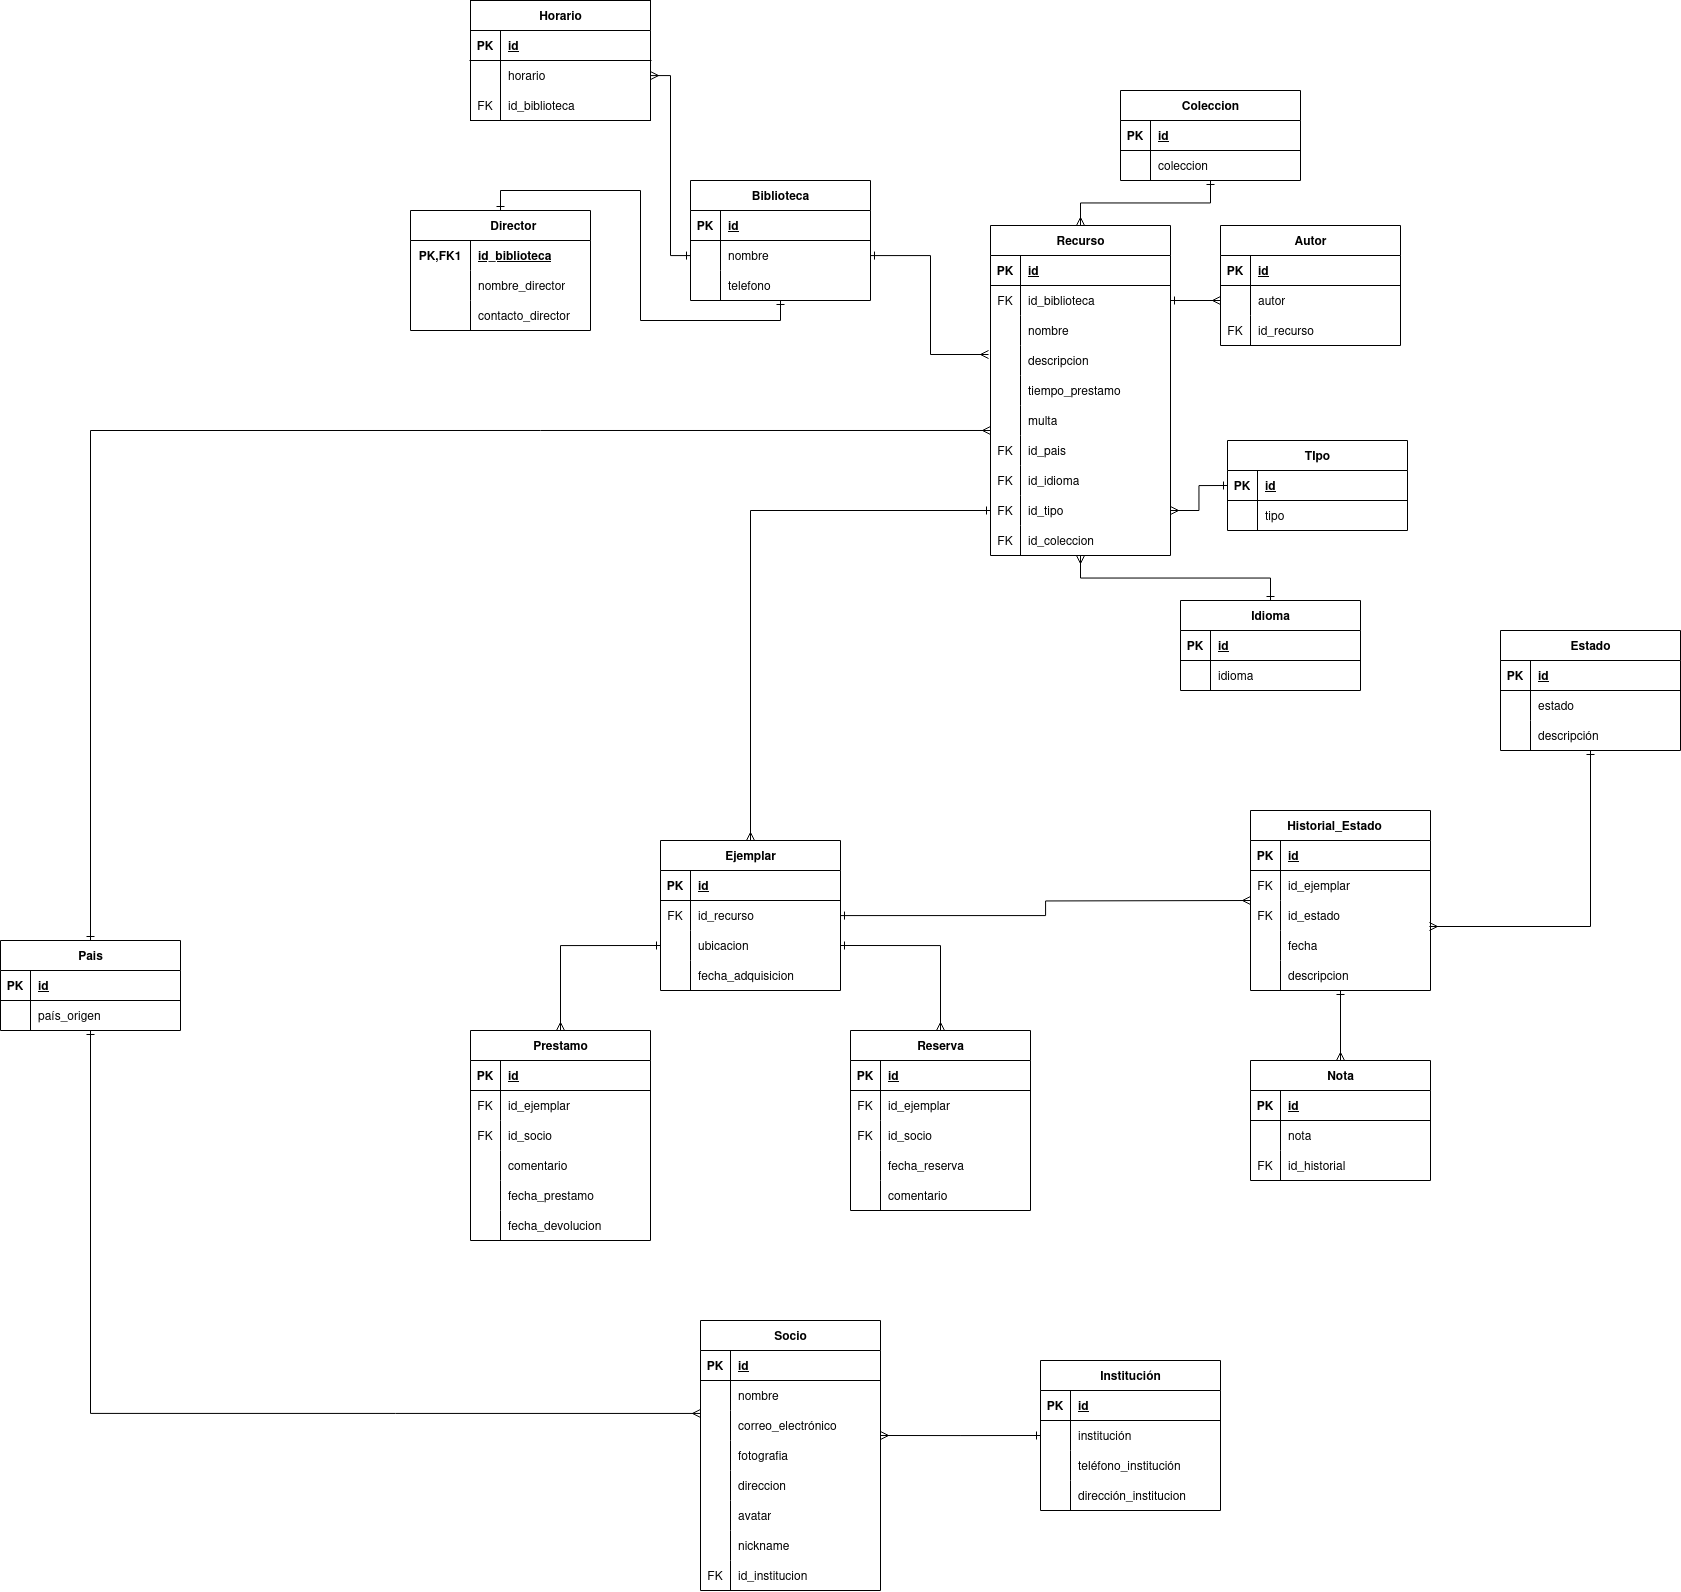 Horario
PK id
horario
FK id_biblioteca
Coleccion
PK id
coleccion
Biblioteca
PK id
nombre
telefono
Director
PK,FK1 id_biblioteca
nombre_director
contacto_director
Recurso
PK id
FK id_biblioteca
nombre
descripcion
tiempo_prestamo
multa
FK id_pais
FK id_idioma
FK id_tipo
FK id_coleccion
Autor
PK id
autor
FK id_recurso
TIpo
PK id
tipo
Idioma
PK id
idioma
Estado
PK id
estado
descripción
Historial_Estado
PK id
FK id_ejemplar
FK id_estado
fecha
descripcion
Ejemplar
PK id
FK id_recurso
ubicacion
fecha_adquisicion
Pais
PK id
país_origen
Prestamo
PK id
FK id_ejemplar
FK id_socio
comentario
fecha_prestamo
fecha_devolucion
Reserva
PK id
FK id_ejemplar
FK id_socio
fecha_reserva
comentario
Nota
PK id
nota
FK id_historial
Socio
PK id
nombre
correo_electrónico
fotografia
direccion
avatar
nickname
FK id_institucion
Institución
PK id
institución
teléfono_institución
dirección_institucion